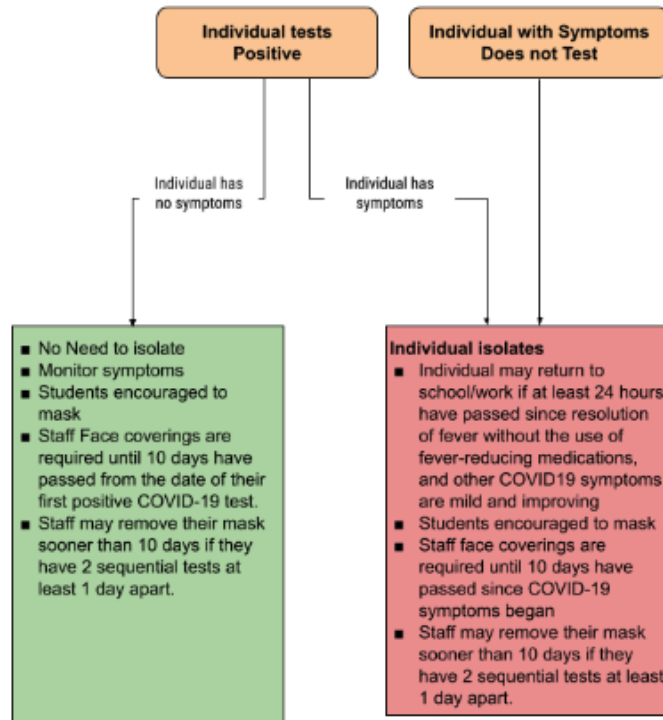 Individual tests
Positive
Individual with Symptoms
Does not Test
Individual has
no symptoms
Individual has
symptoms
■ No Need to isolate
■ Monitor symptoms
■ Students encouraged to
mask
■ Staff Face coverings are
required until 10 days have
passed from the date of their
first positive COVID-19 test.
■ Staff may remove their mask
sooner than 10 days if they
have 2 sequential tests at
least 1 day apart.
Individual isolates
■ Individual may return to
school/work if at least 24 hours
have passed since resolution
of fever without the use of
fever-reducing medications,
and other COVID19 symptoms
are mild and improving
■ Students encouraged to mask
■ Staff face coverings are
required until 10 days have
passed since COVID-19
symptoms began
■ Staff may remove their mask
sooner than 10 days if they
have 2 sequential tests at least
1 day apart.